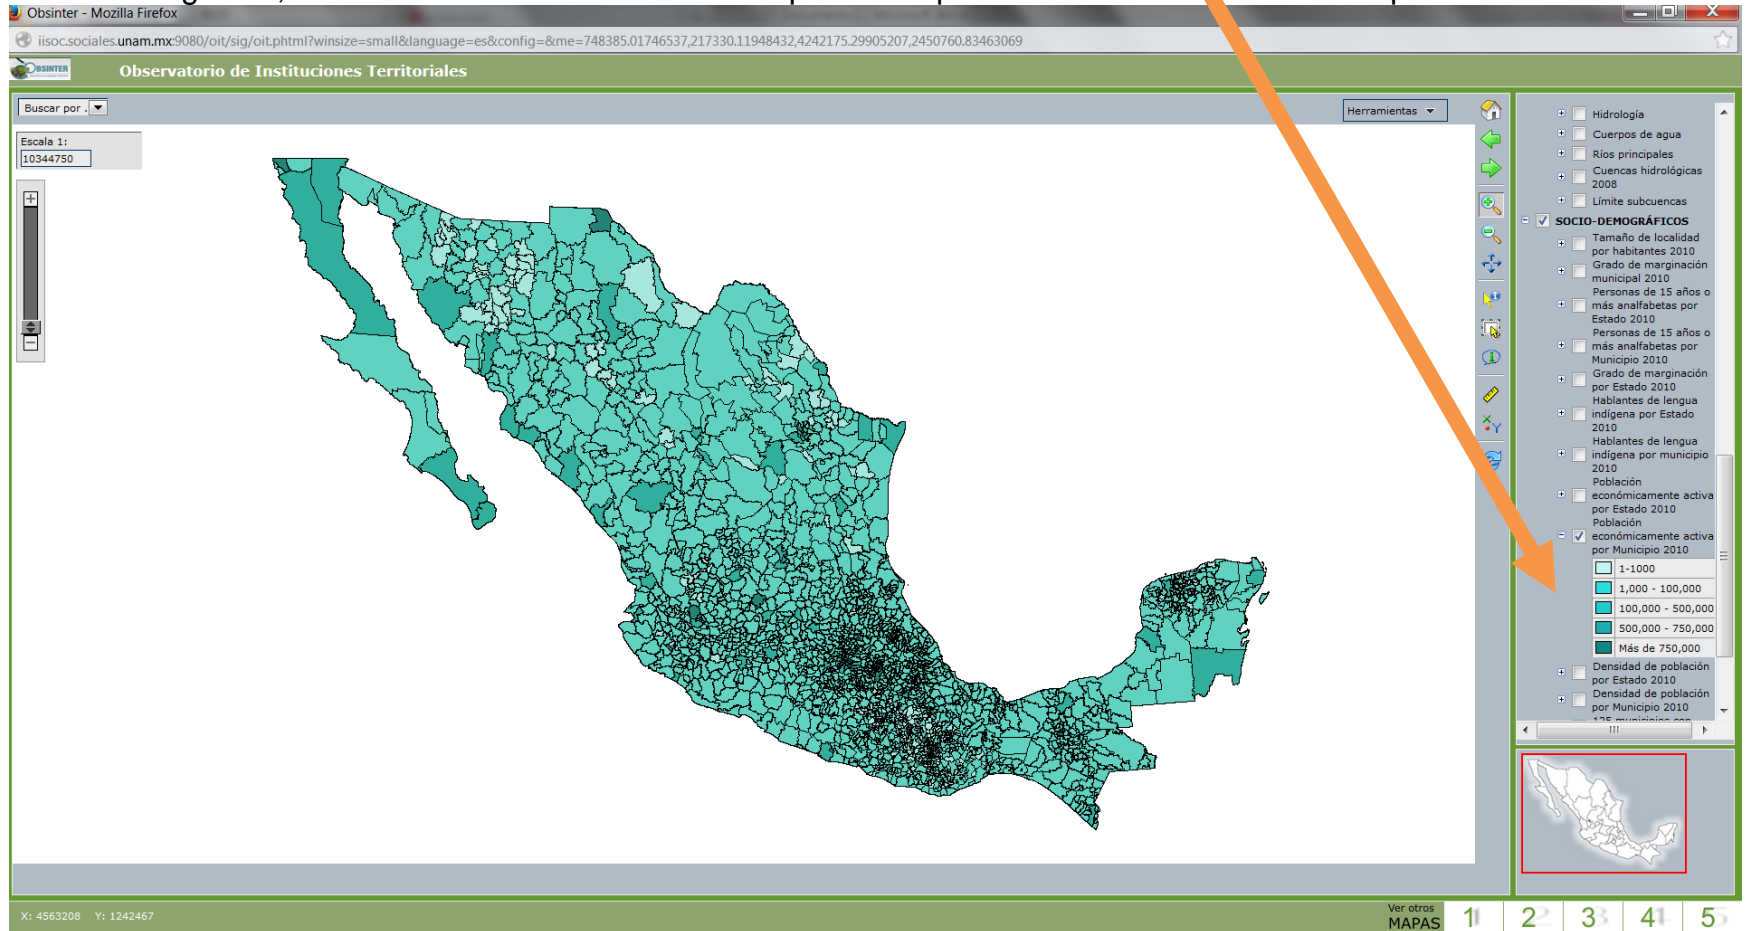 Obsinter - Mozilla Firefox
iisoc.sociales.unam.mx:9080/oit/sig/oit.phtml?winsize=small&language=es&config=&me=748385.01746537,217330.11948432,4242175.29905207,2450760.83463069
OBSINTER
Observatorio de Instituciones Territoriales
Buscar por .
Herramientas
Escala 1:
10344750
Hidrología
Cuerpos de agua
Ríos principales
Cuencas hidrológicas
2008
Límite subcuencas
SOCIO-DEMOGRÁFICOS
Tamaño de localidad
por habitantes 2010
Grado de marginación
municipal 2010
Personas de 15 años o
más analfabetas por
Estado 2010
Personas de 15 años o
más analfabetas por
Municipio 2010
Grado de marginación
por Estado 2010
Hablantes de lengua
indígena por Estado
2010
Hablantes de lengua
indígena por municipio
2010
Población
económicamente activa
por Estado 2010
Población
económicamente activa
por Municipio 2010
1-1000
1,000 - 100,000
100,000 - 500,000
500,000 - 750,000
Más de 750,000
Densidad de población
por Estado 2010
Densidad de población
por Municipio 2010
125 municipios con
X: 4563208 Y: 1242467
Ver otros
MAPAS
1 2 3 4 5